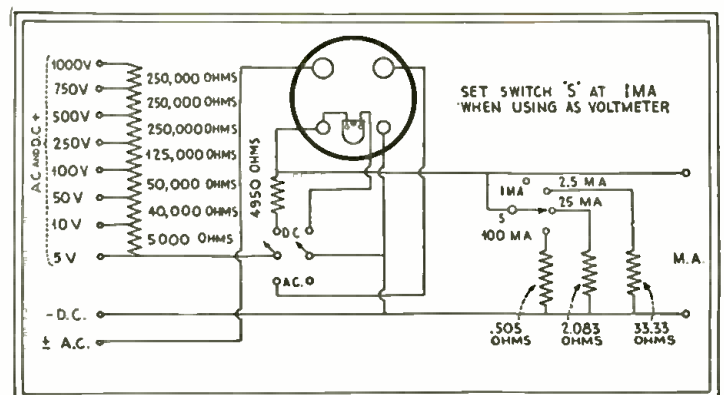 1000V
750V
500V
250V
100V
50V
10V
5V
A.C. AND D.C. +
250,000 OHMS
250,000 OHMS
250,000 OHMS
125,000 OHMS
50,000 OHMS
40,000 OHMS
5000 OHMS
- D.C.
± A.C.
4950 OHMS
D.C.
A.C.
SET SWITCH "S" AT 1MA
WHEN USING AS VOLTMETER
1MA
2.5 MA
25 MA
S
100 MA
M.A.
.505
OHMS
2.083
OHMS
33.33
OHMS